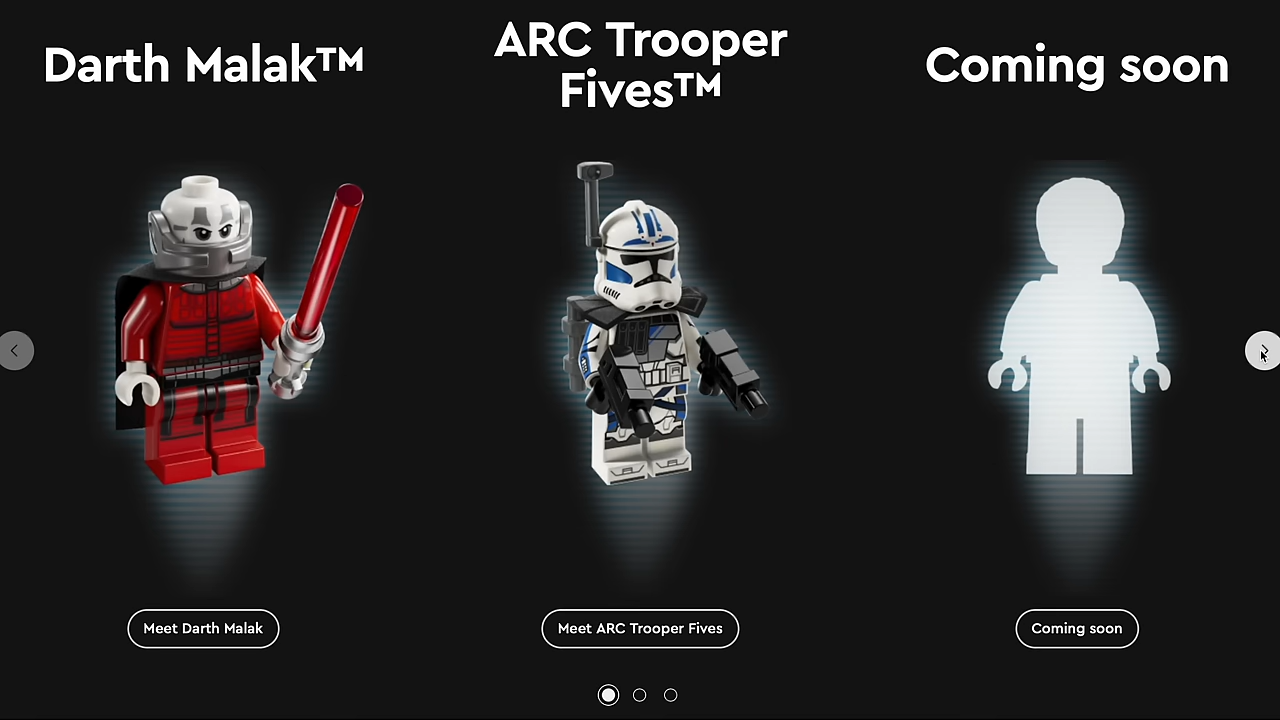 Darth Malak™
ARC Trooper
Fives™
Coming soon
Meet Darth Malak
Meet ARC Trooper Fives
Coming soon